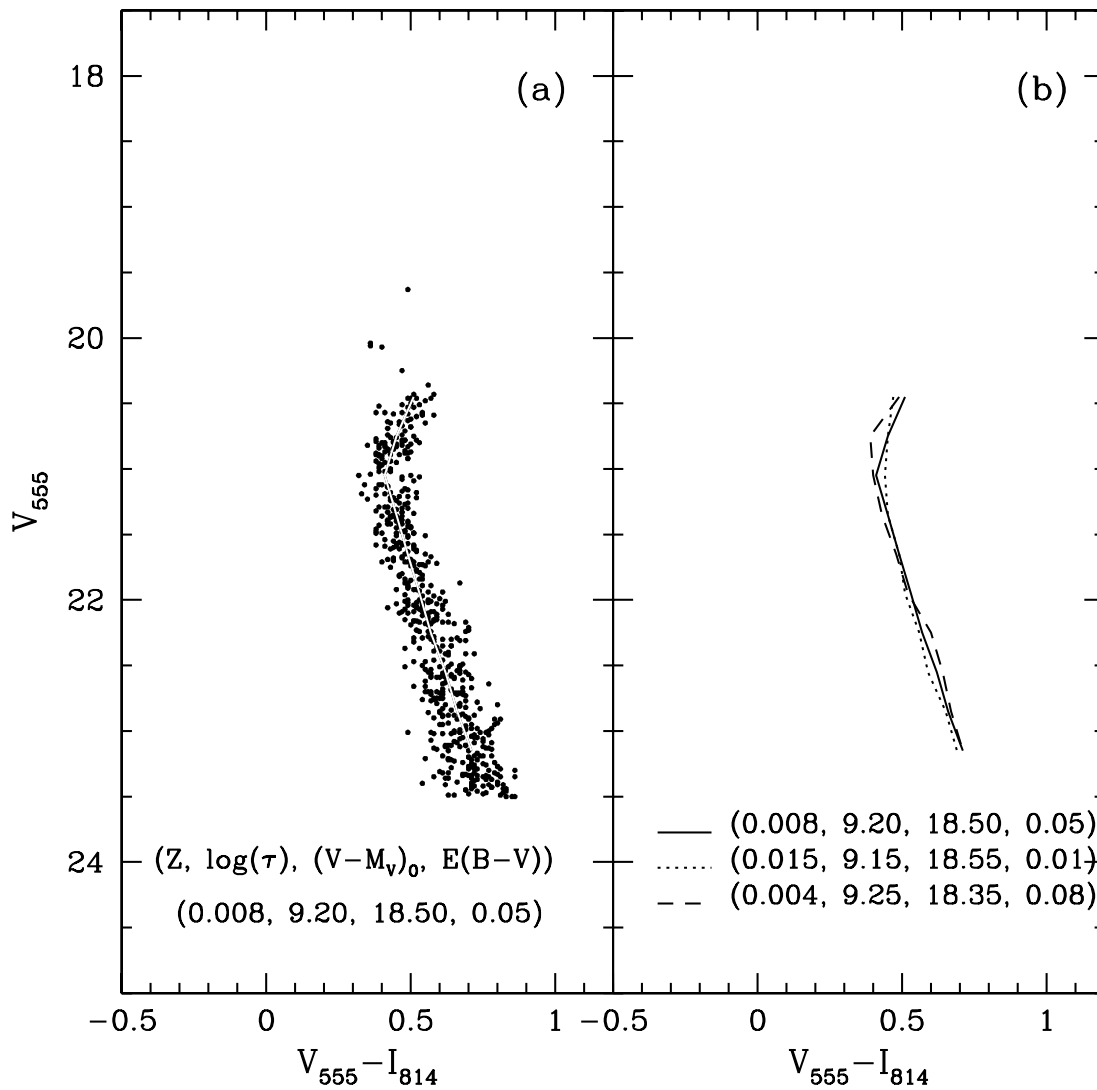 18
20
22
24
V555
(a)
(Z, log(τ), (V−MV)0, E(B−V))
(0.008, 9.20, 18.50, 0.05)
−0.5
0
0.5
1
V555−I814
(b)
(0.008, 9.20, 18.50, 0.05)
(0.015, 9.15, 18.55, 0.01)
(0.004, 9.25, 18.35, 0.08)
−0.5
0
0.5
1
V555−I814